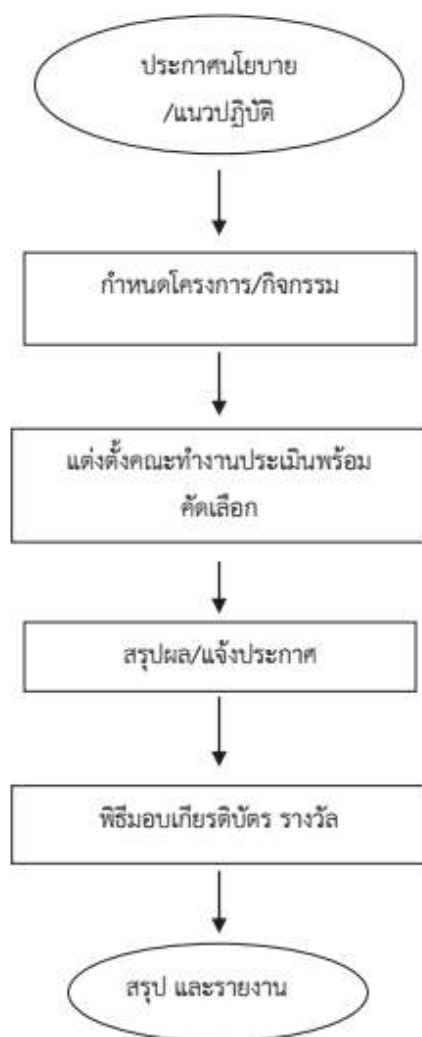 ประกาศนโยบาย
/แนวปฏิบัติ
กำหนดโครงการ/กิจกรรม
แต่งตั้งคณะทำงานประเมินพร้อม
คัดเลือก
สรุปผล/แจ้งประกาศ
พิธีมอบเกียรติบัตร รางวัล
สรุป และรายงาน